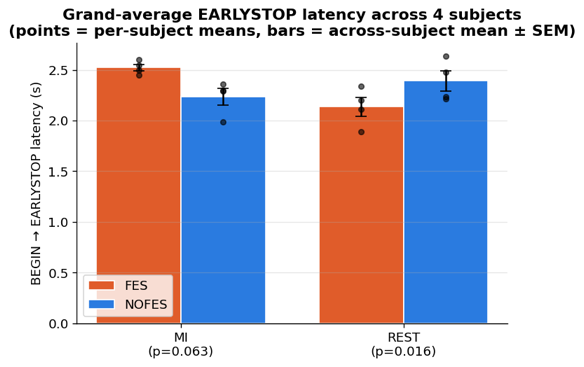 Grand-average EARLYSTOP latency across 4 subjects
(points = per-subject means, bars = across-subject mean ± SEM)
BEGIN → EARLYSTOP latency (s)
2.5
2.0
1.5
1.0
0.5
0.0
FES
NOFES
MI
(p=0.063)
REST
(p=0.016)